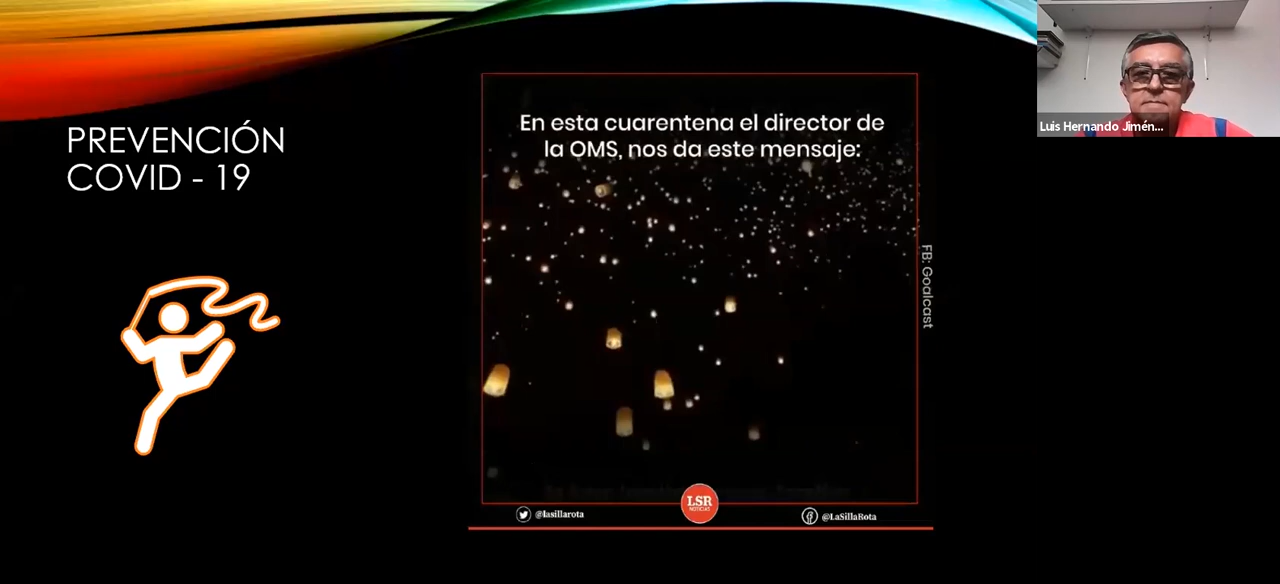 PREVENCIÓN
COVID - 19
En esta cuarentena el director de
la OMS, nos da este mensaje:
FB: Goalcast
LSR
NOTICIAS
@lasillarota
@LaSillaRota
Luis Hernando Jimén...